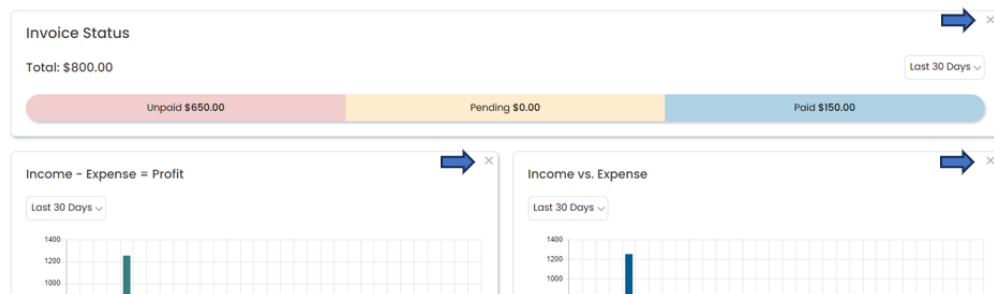 Invoice Status
Total: $800.00
Last 30 Days
Unpaid $650.00 Pending $0.00 Paid $150.00
Income - Expense = Profit
Last 30 Days
1400
1200
1000
Income vs. Expense
Last 30 Days
1400
1200
1000